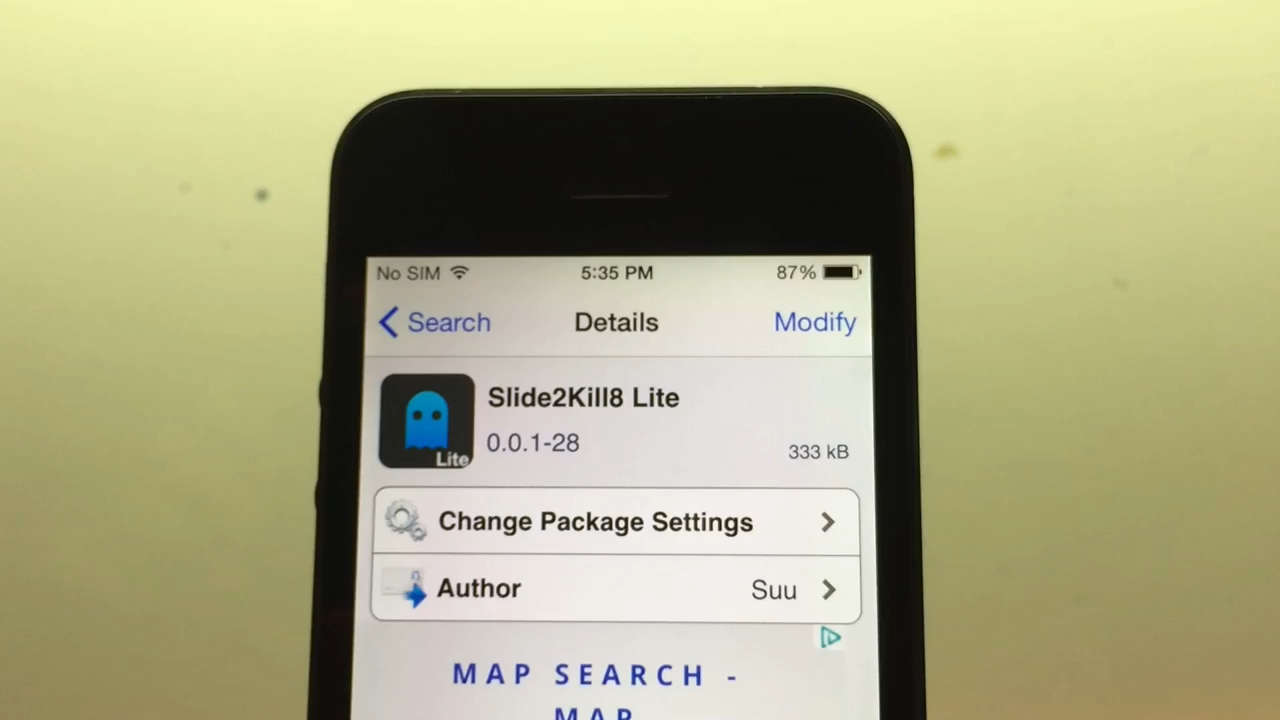 No SIM 5:35 PM 87%
Search Details Modify
Slide2Kill8 Lite
0.0.1-28 333 kB
Lite
Change Package Settings
Author Suu
MAP SEARCH -
MAP